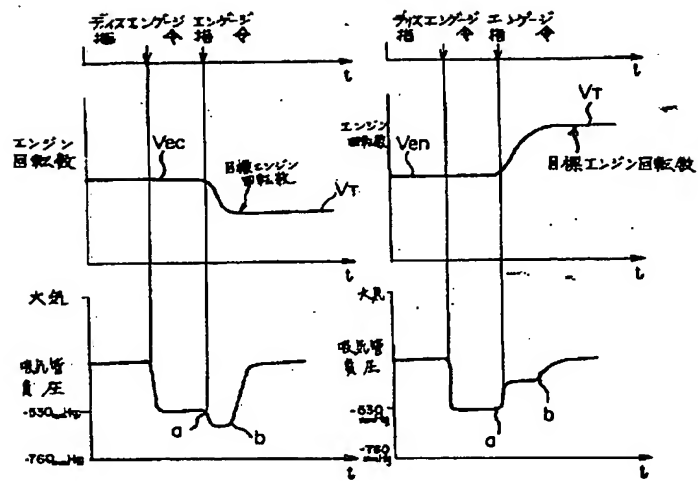 ディスエンゲージ エンゲージ
指 令 指 令
t
エンジン
回転数
Vec
目標エンジン
回転数
VT
t
大気
吸気管
負圧
-530mmHg
a
b
-760mmHg
t
ディスエンゲージ エンゲージ
指 令 指 令
t
エンジン
回転数
Ven
VT
目標エンジン回転数
t
大気
吸気管
負圧
-530
mmHg
a
b
-760
mmHg
t